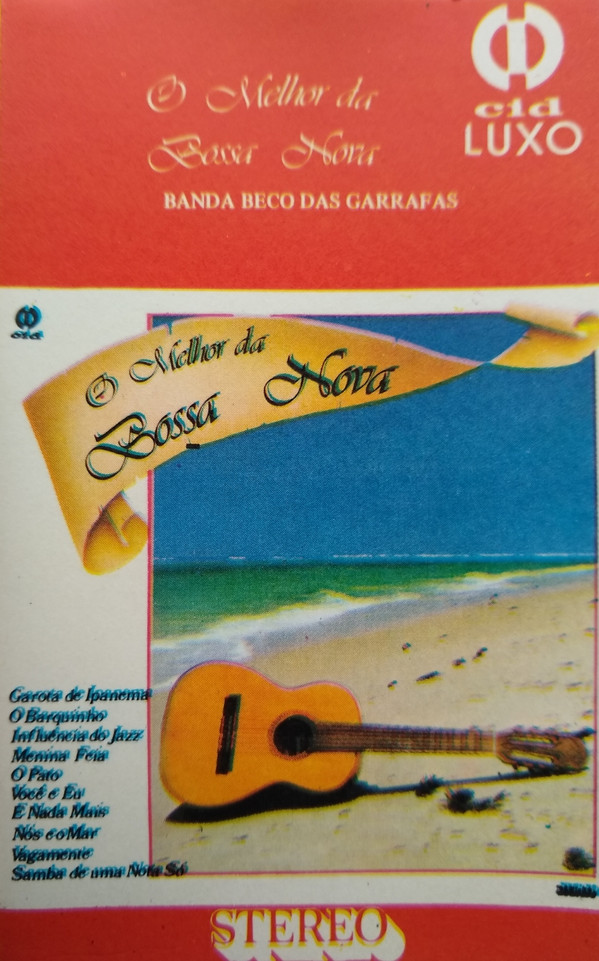 O Melhor da
Bossa Nova
BANDA BECO DAS GARRAFAS
cid
LUXO
cid
O Melhor da
Bossa Nova
Garota de Ipanema
O Barquinho
Influência do Jazz
Menina Feia
O Pato
Você e Eu
E Nada Mais
Nós e o Mar
Vagamente
Samba de uma Nota Só
STEREO
STEREO